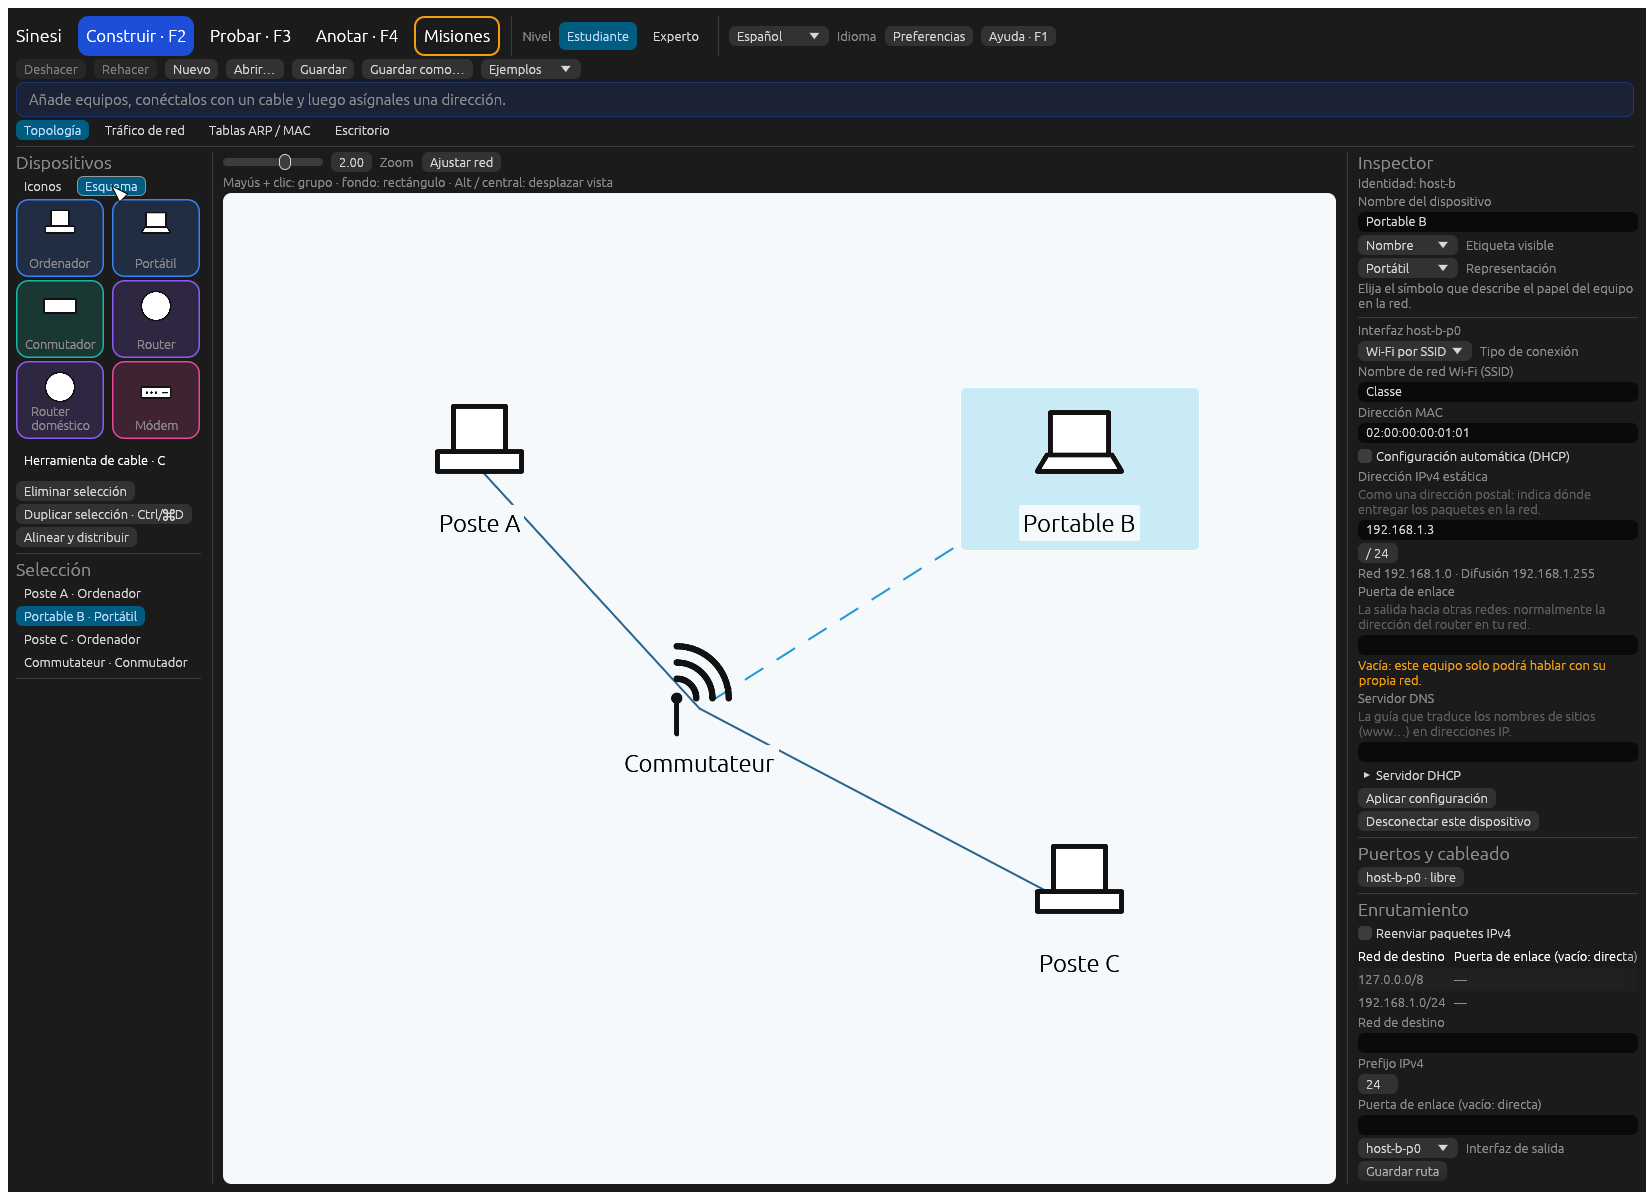 Sinesi Construir · F2 Probar · F3 Anotar · F4 Misiones Nivel Estudiante Experto Español Idioma Preferencias Ayuda · F1
Deshacer Rehacer Nuevo Abrir… Guardar Guardar como… Ejemplos
Añade equipos, conéctalos con un cable y luego asígnales una dirección.
Topología Tráfico de red Tablas ARP / MAC Escritorio
Dispositivos
Iconos Esquema
Ordenador Portátil
Conmutador Router
Router doméstico Módem
Herramienta de cable · C
Eliminar selección
Duplicar selección · Ctrl/⌘D
Alinear y distribuir
Selección
Poste A · Ordenador
Portable B · Portátil
Poste C · Ordenador
Commutateur · Conmutador
2.00 Zoom Ajustar red
Mayús + clic: grupo · fondo: rectángulo · Alt / central: desplazar vista
Poste A
Portable B
Commutateur
Poste C
Inspector
Identidad: host-b
Nombre del dispositivo
Portable B
Nombre Etiqueta visible
Portátil Representación
Elija el símbolo que describe el papel del equipo
en la red.
Interfaz host-b-p0
Wi-Fi por SSID Tipo de conexión
Nombre de red Wi-Fi (SSID)
Classe
Dirección MAC
02:00:00:00:01:01
Configuración automática (DHCP)
Dirección IPv4 estática
Como una dirección postal: indica dónde
entregar los paquetes en la red.
192.168.1.3
/ 24
Red 192.168.1.0 · Difusión 192.168.1.255
Puerta de enlace
La salida hacia otras redes: normalmente la
dirección del router en tu red.
Vacía: este equipo solo podrá hablar con su
propia red.
Servidor DNS
La guía que traduce los nombres de sitios
(www…) en direcciones IP.
Servidor DHCP
Aplicar configuración
Desconectar este dispositivo
Puertos y cableado
host-b-p0 · libre
Enrutamiento
Reenviar paquetes IPv4
Red de destino Puerta de enlace (vacío: directa)
127.0.0.0/8 —
192.168.1.0/24 —
Red de destino
Prefijo IPv4
24
Puerta de enlace (vacío: directa)
host-b-p0 Interfaz de salida
Guardar ruta